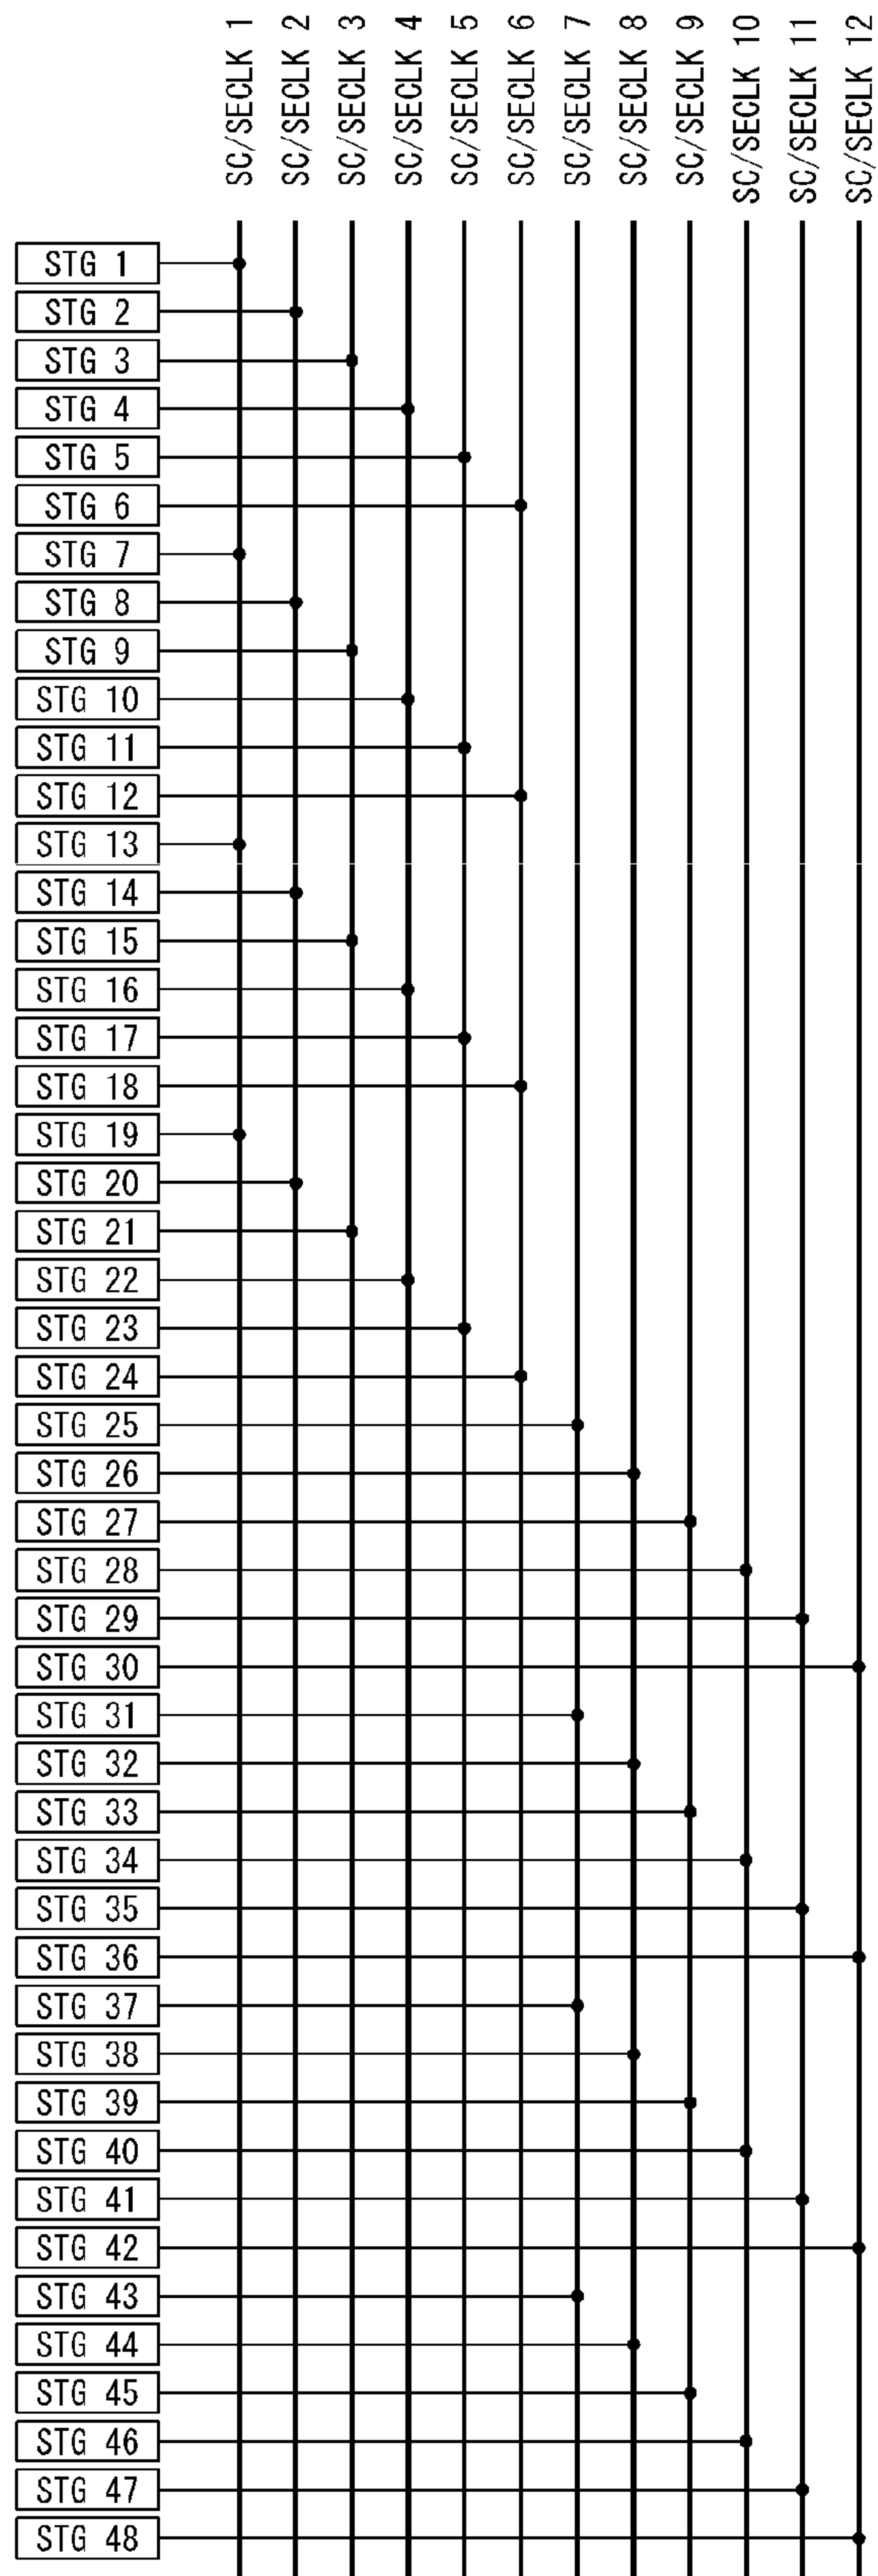 SC/SECLK 1
SC/SECLK 2
SC/SECLK 3
SC/SECLK 4
SC/SECLK 5
SC/SECLK 6
SC/SECLK 7
SC/SECLK 8
SC/SECLK 9
SC/SECLK 10
SC/SECLK 11
SC/SECLK 12
STG 1
STG 2
STG 3
STG 4
STG 5
STG 6
STG 7
STG 8
STG 9
STG 10
STG 11
STG 12
STG 13
STG 14
STG 15
STG 16
STG 17
STG 18
STG 19
STG 20
STG 21
STG 22
STG 23
STG 24
STG 25
STG 26
STG 27
STG 28
STG 29
STG 30
STG 31
STG 32
STG 33
STG 34
STG 35
STG 36
STG 37
STG 38
STG 39
STG 40
STG 41
STG 42
STG 43
STG 44
STG 45
STG 46
STG 47
STG 48